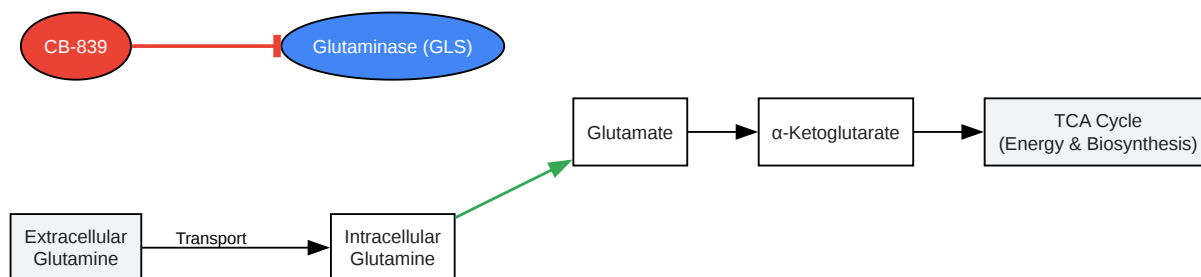 CB-839
Glutaminase (GLS)
Glutamate
α-Ketoglutarate
TCA Cycle
(Energy & Biosynthesis)
Extracellular
Glutamine
Transport
Intracellular
Glutamine